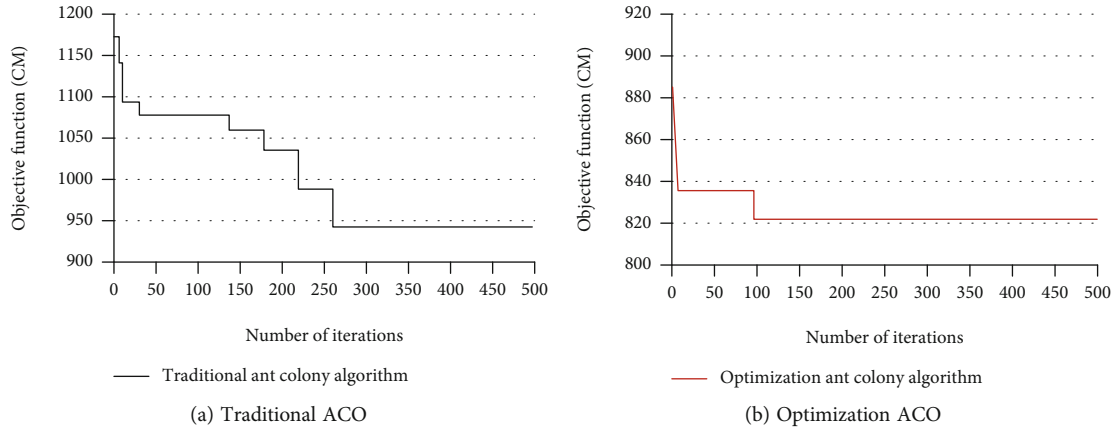 Objective function (CM)
1200
1150
1100
1050
1000
950
900
0 50 100 150 200 250 300 350 400 450 500
Number of iterations
Traditional ant colony algorithm
(a) Traditional ACO
Objective function (CM)
920
900
880
860
840
820
800
0 50 100 150 200 250 300 350 400 450 500
Number of iterations
Optimization ant colony algorithm
(b) Optimization ACO